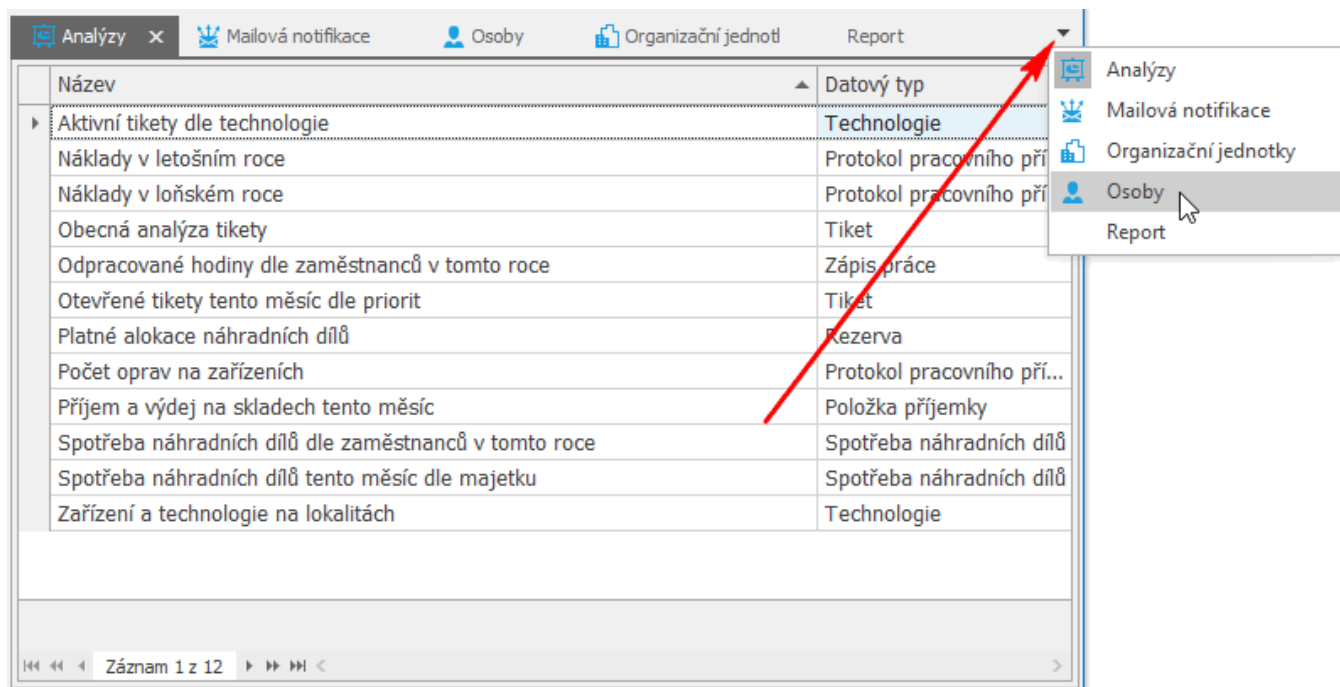 Analýzy Mailová notifikace Osoby Organizační jednotl Report
Název Datový typ
Aktivní tikety dle technologie Technologie
Náklady v letošním roce Protokol pracovního pří
Náklady v loňském roce Protokol pracovního pří
Obecná analýza tikety Tiket
Odpracované hodiny dle zaměstnanců v tomto roce Zápis práce
Otevřené tikety tento měsíc dle priorit Tiket
Platné alokace náhradních dílů Rezerva
Počet oprav na zařízeních Protokol pracovního pří...
Příjem a výdej na skladech tento měsíc Položka příjemky
Spotřeba náhradních dílů dle zaměstnanců v tomto roce Spotřeba náhradních dílů
Spotřeba náhradních dílů tento měsíc dle majetku Spotřeba náhradních dílů
Zařízení a technologie na lokalitách Technologie
Záznam 1 z 12
Analýzy
Mailová notifikace
Organizační jednotky
Osoby
Report